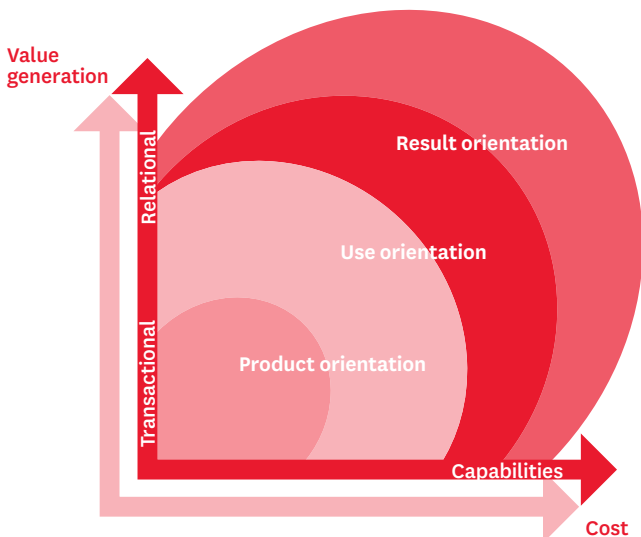 Value
generation
Relational
Result orientation
Use orientation
Transactional
Product orientation
Capabilities
Cost